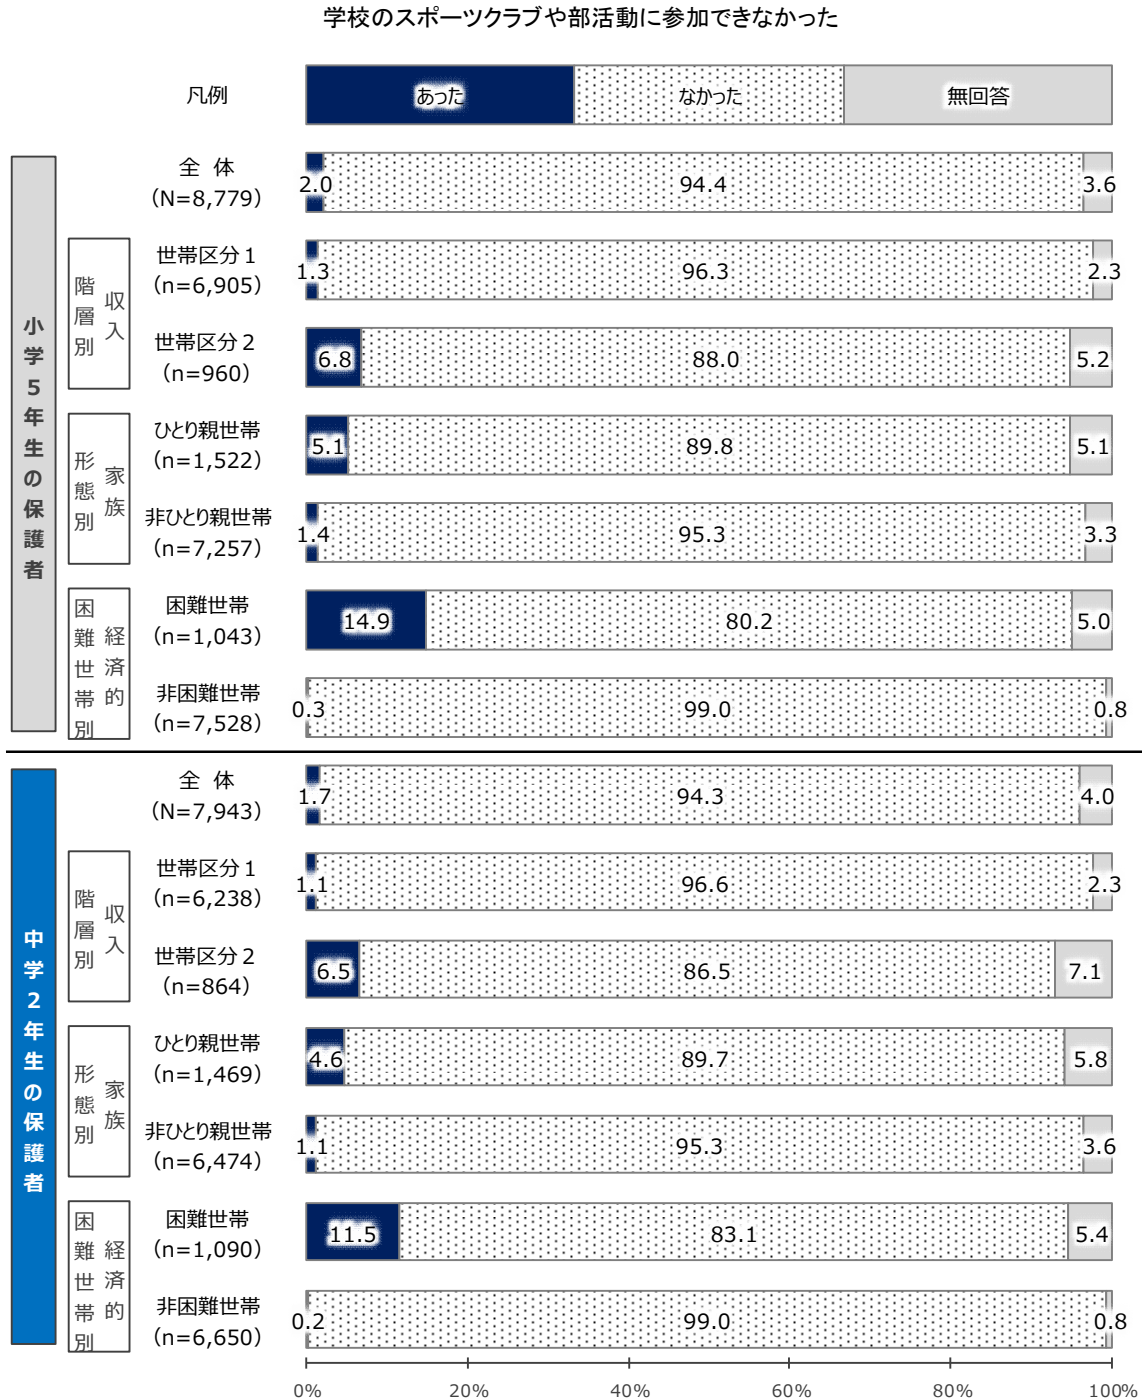 学校のスポーツクラブや部活動に参加できなかった
凡例
あった なかった 無回答
小学5年生の保護者
収入階層別
全 体
(N=8,779)
2.0 94.4 3.6
世帯区分1
(n=6,905)
1.3 96.3 2.3
世帯区分2
(n=960)
6.8 88.0 5.2
家族形態別
ひとり親世帯
(n=1,522)
5.1 89.8 5.1
非ひとり親世帯
(n=7,257)
1.4 95.3 3.3
経済的困難世帯別
困難世帯
(n=1,043)
14.9 80.2 5.0
非困難世帯
(n=7,528)
0.3 99.0 0.8
中学2年生の保護者
全 体
(N=7,943)
1.7 94.3 4.0
収入階層別
世帯区分1
(n=6,238)
1.1 96.6 2.3
世帯区分2
(n=864)
6.5 86.5 7.1
家族形態別
ひとり親世帯
(n=1,469)
4.6 89.7 5.8
非ひとり親世帯
(n=6,474)
1.1 95.3 3.6
経済的困難世帯別
困難世帯
(n=1,090)
11.5 83.1 5.4
非困難世帯
(n=6,650)
0.2 99.0 0.8
0% 20% 40% 60% 80% 100%